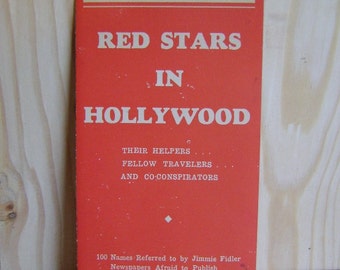 RED STARS
IN
HOLLYWOOD
THEIR HELPERS . . .
FELLOW TRAVELERS . . .
AND CO-CONSPIRATORS
100 Names Referred to by Jimmie Fidler
Newspapers Afraid to Publish